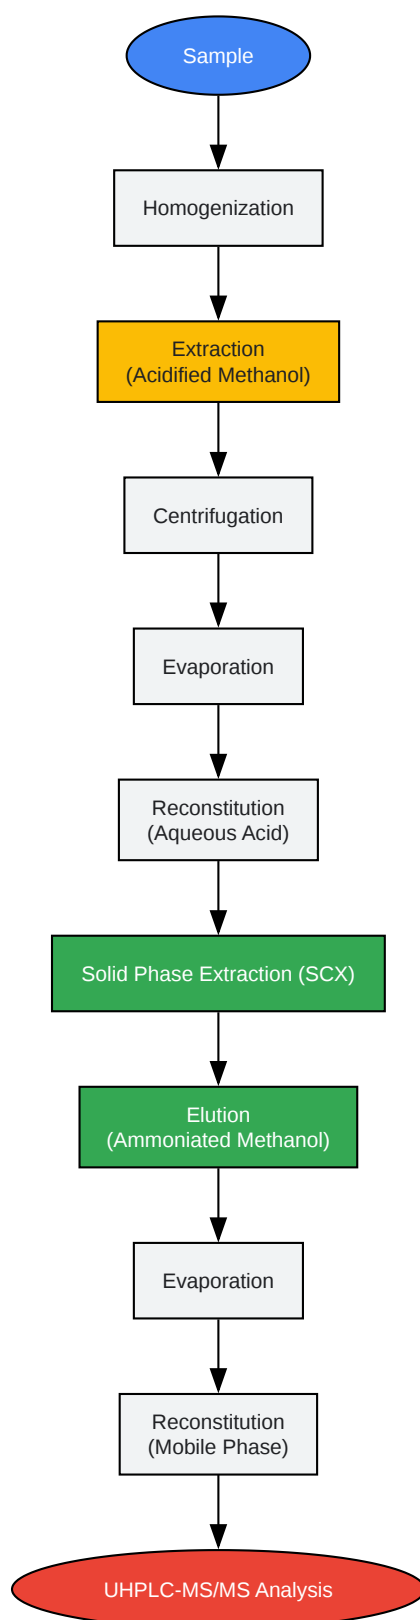 Sample
Homogenization
Extraction
(Acidified Methanol)
Centrifugation
Evaporation
Reconstitution
(Aqueous Acid)
Solid Phase Extraction (SCX)
Elution
(Ammoniated Methanol)
Evaporation
Reconstitution
(Mobile Phase)
UHPLC-MS/MS Analysis